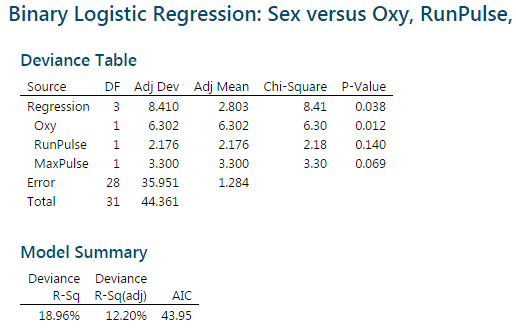 Binary Logistic Regression: Sex versus Oxy, RunPulse,
Deviance Table
Source DF Adj Dev Adj Mean Chi-Square P-Value
Regression 3 8.410 2.803 8.41 0.038
Oxy 1 6.302 6.302 6.30 0.012
RunPulse 1 2.176 2.176 2.18 0.140
MaxPulse 1 3.300 3.300 3.30 0.069
Error 28 35.951 1.284
Total 31 44.361
Model Summary
Deviance Deviance
R-Sq R-Sq(adj) AIC
18.96% 12.20% 43.95